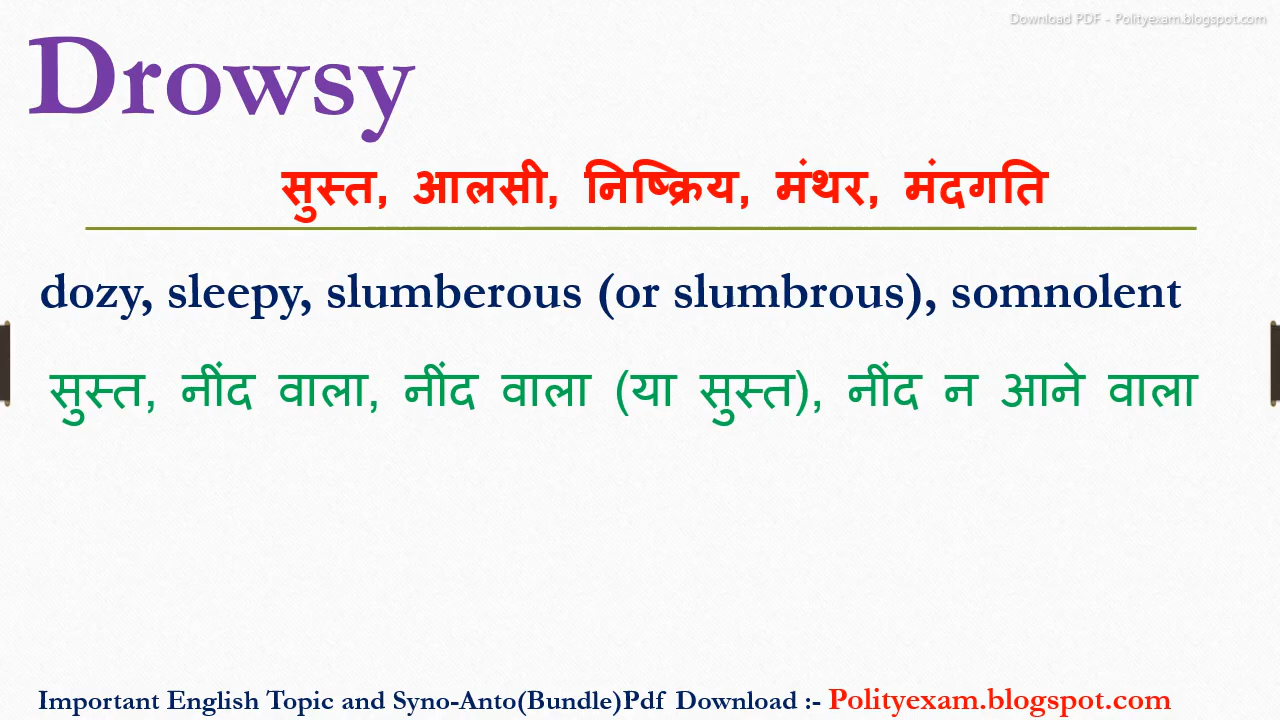 Download PDF - Polityexam.blogspot.com
Drowsy
सुस्त, आलसी, निष्क्रिय, मंथर, मंदगति
dozy, sleepy, slumberous (or slumbrous), somnolent
सुस्त, नींद वाला, नींद वाला (या सुस्त), नींद न आने वाला
Important English Topic and Syno-Anto(Bundle)Pdf Download :- Polityexam.blogspot.com